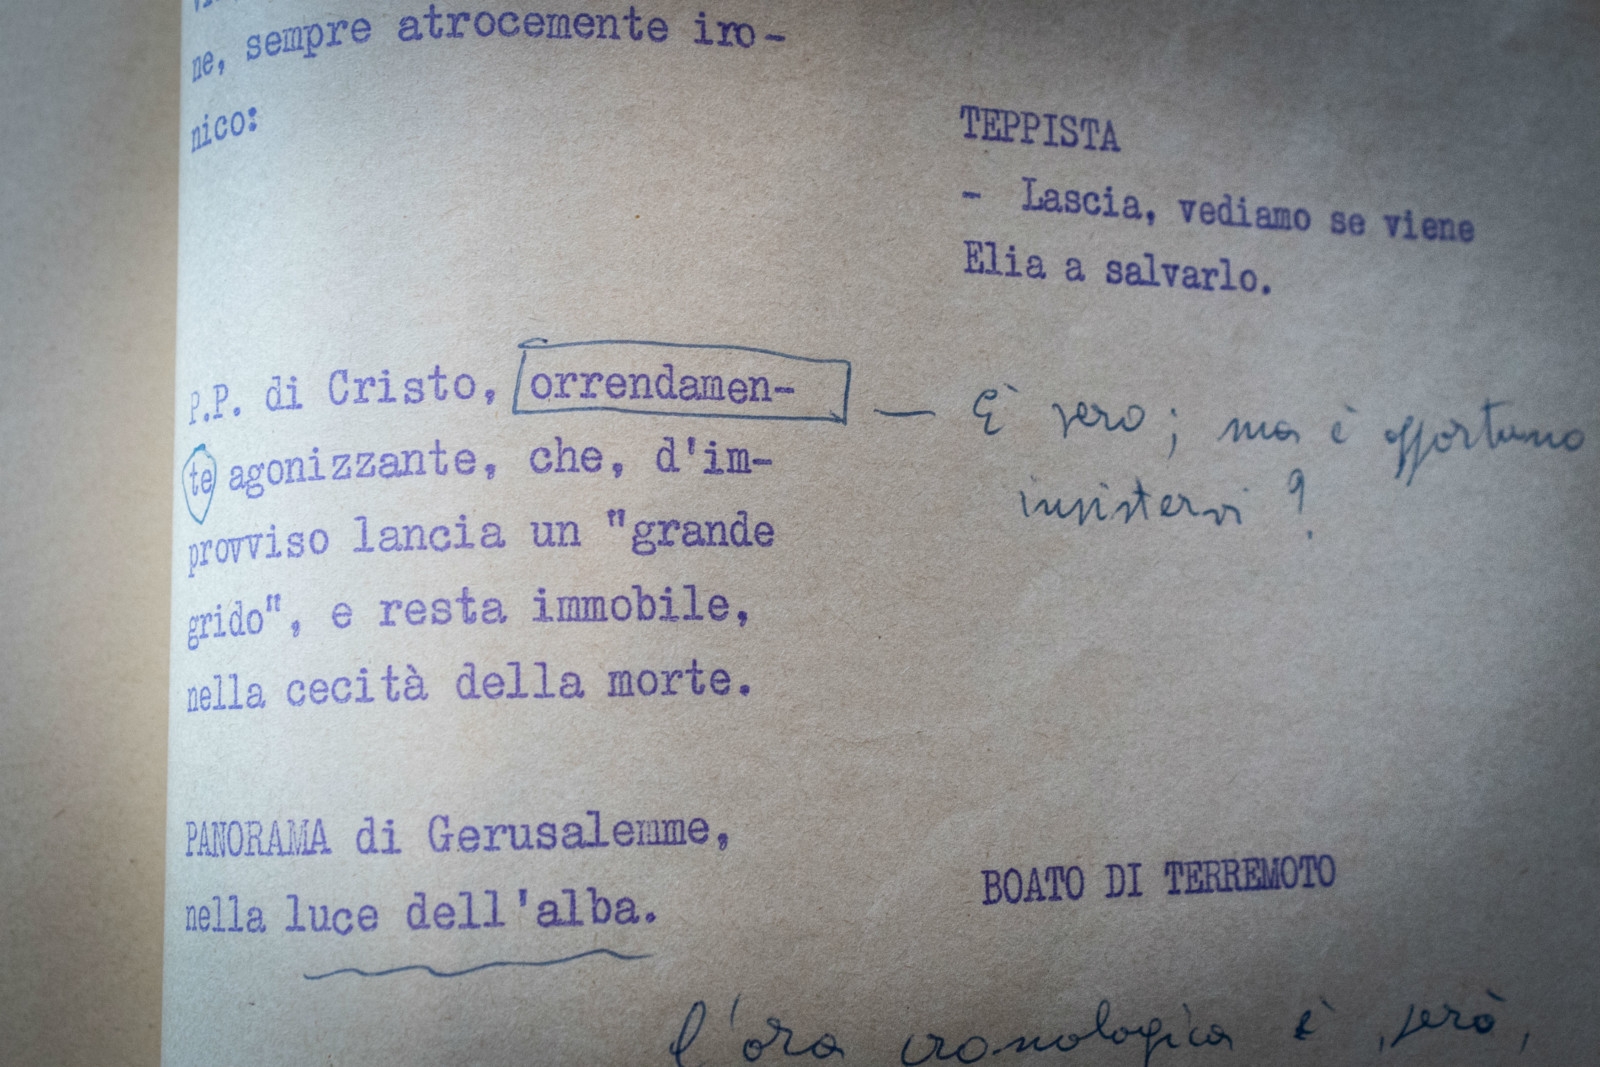 ne, sempre atrocemente iro-
nico:
TEPPISTA
- Lascia, vediamo se viene
Elia a salvarlo.
P.P. di Cristo, orrendamen-
te agonizzante, che, d'im-
provviso lancia un "grande
grido", e resta immobile,
nella cecità della morte.
— È vero; ma è opportuno
insistervi?
PANORAMA di Gerusalemme,
nella luce dell'alba.
BOATO DI TERREMOTO
l'ora cronologica è, però,